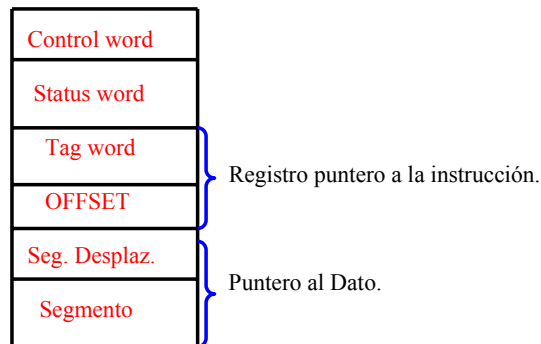 Control word
Status word
Tag word
Registro puntero a la instrucción.
OFFSET
Seg. Desplaz.
Puntero al Dato.
Segmento